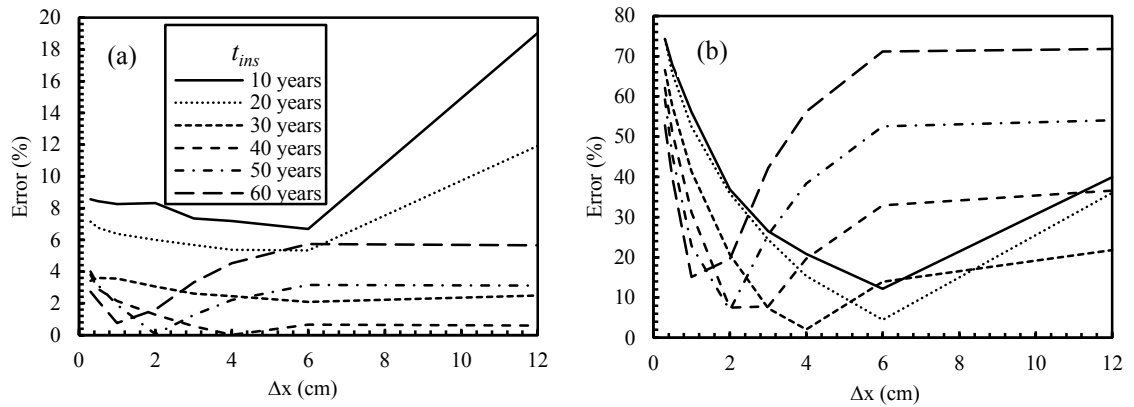 (a)
t_ins
10 years
20 years
30 years
40 years
50 years
60 years
Error (%)
20
18
16
14
12
10
8
6
4
2
0
0 2 4 6 8 10 12
Δx (cm)
(b)
Error (%)
80
70
60
50
40
30
20
10
0
0 2 4 6 8 10 12
Δx (cm)